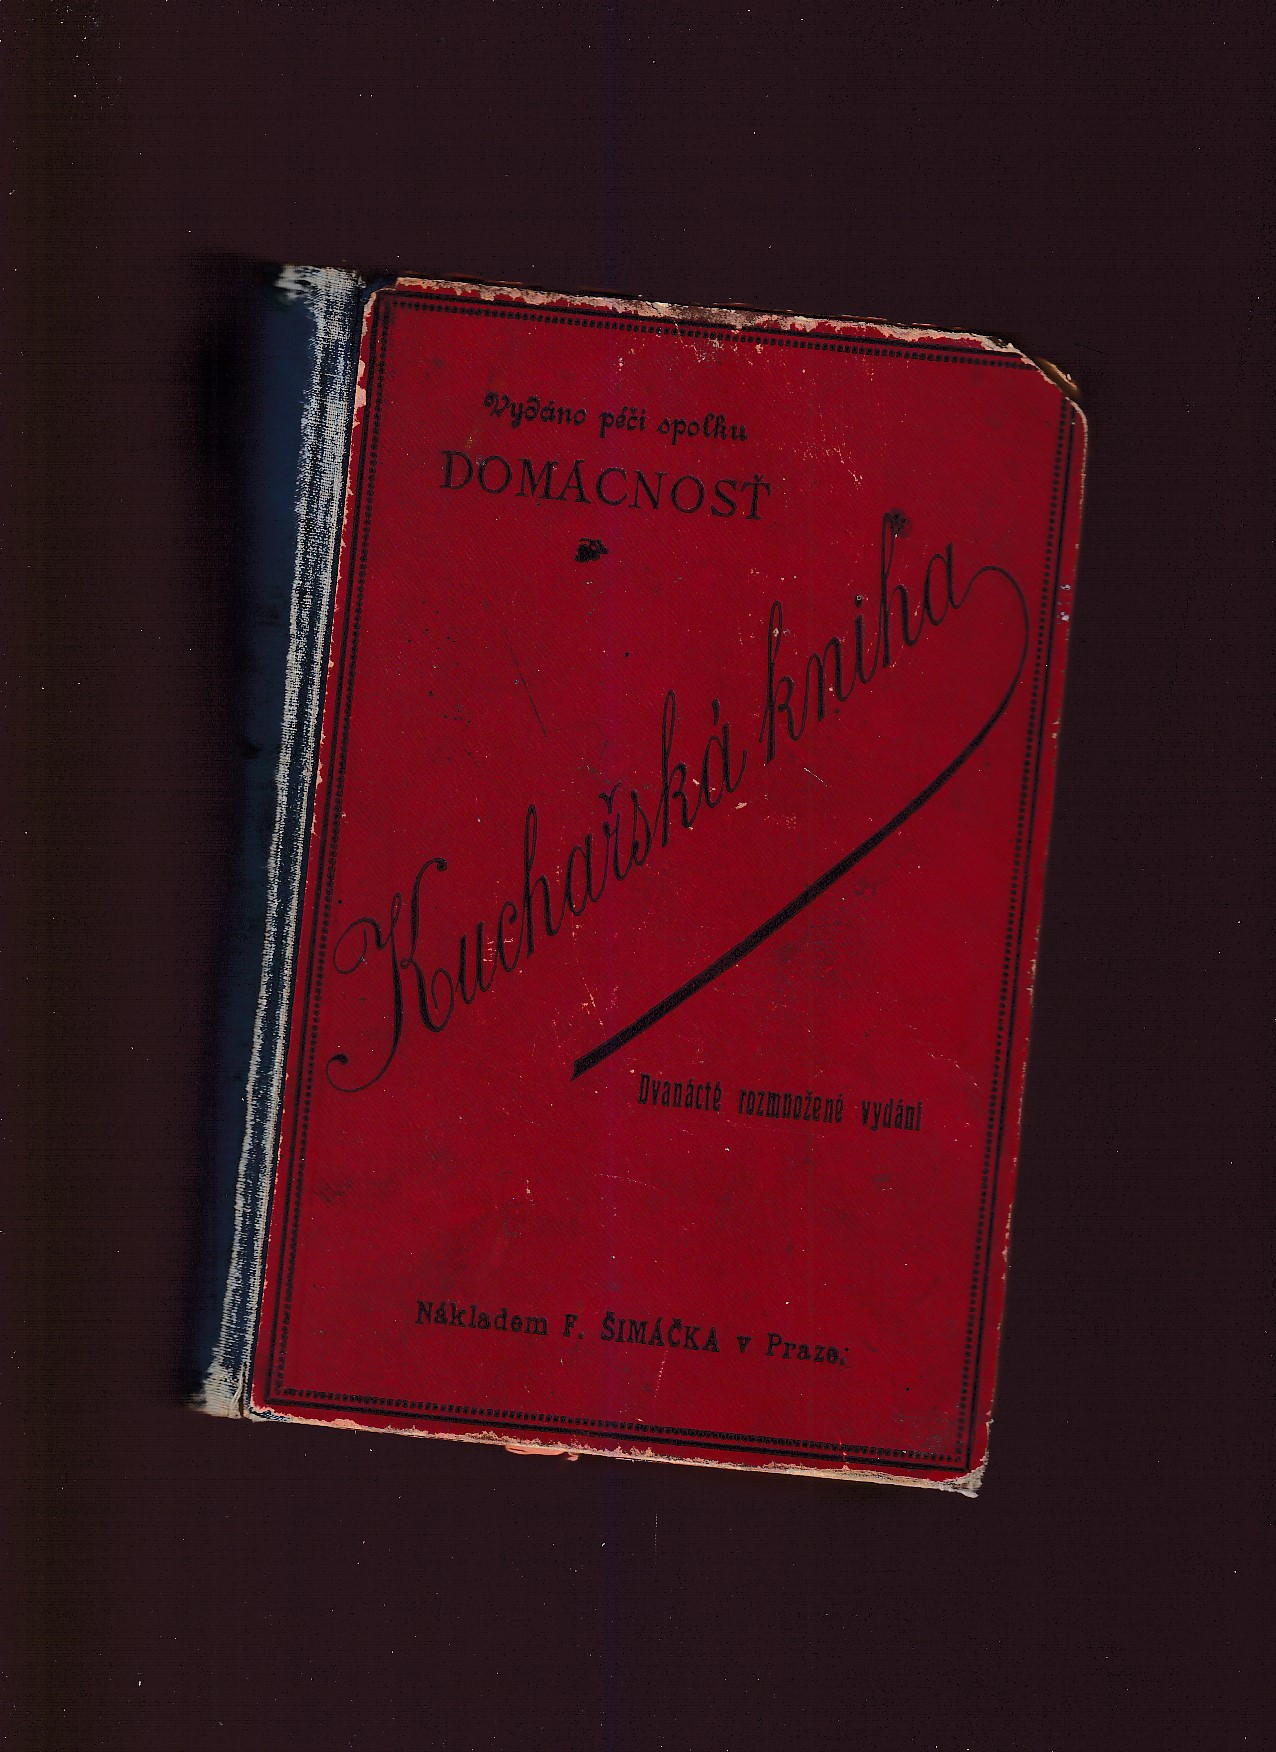 Vydáno péčí spolku
DOMÁCNOSŤ
Kuchařská kniha
Dvanácté rozmnožené vydání
Nákladem F. ŠIMÁČKA v Praze.